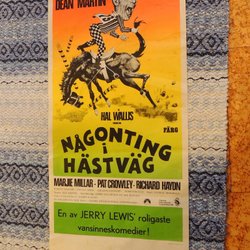 DEAN MARTIN
HAL WALLIS
FÄRG
NÅGONTING
i
HÄSTVÄG
MARJIE MILLAR · PAT CROWLEY · RICHARD HAYDN
En av JERRY LEWIS' roligaste
vansinneskomedier!